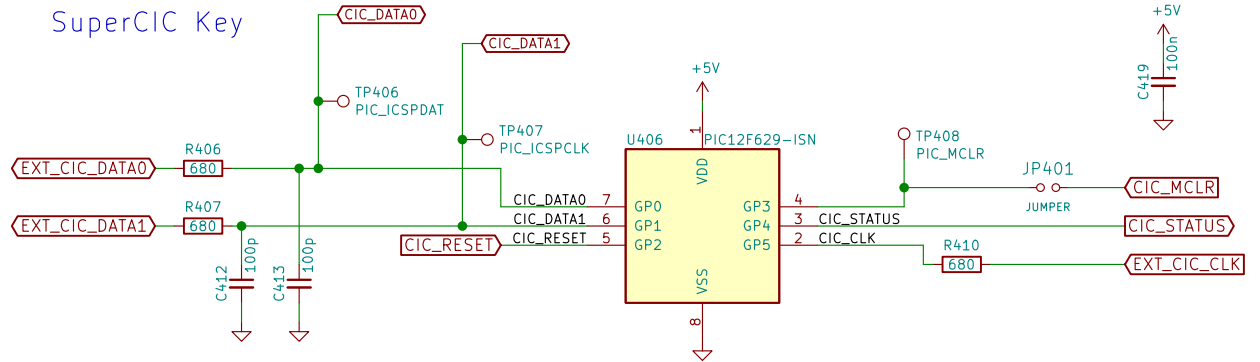 SuperCIC Key
CIC_DATA0
CIC_DATA1
+5V
C419
100n
TP406
PIC_ICSPDAT
TP407
PIC_ICSPCLK
+5V
EXT_CIC_DATA0
R406
680
EXT_CIC_DATA1
R407
680
C412
100p
C413
100p
CIC_RESET
CIC_DATA0
CIC_DATA1
CIC_RESET
7
6
5
U406
PIC12F629-ISN
1
VDD
GP0
GP1
GP2
GP3
GP4
GP5
VSS
8
4
3
2
CIC_STATUS
CIC_CLK
TP408
PIC_MCLR
JP401
JUMPER
CIC_MCLR
CIC_STATUS
R410
680
EXT_CIC_CLK